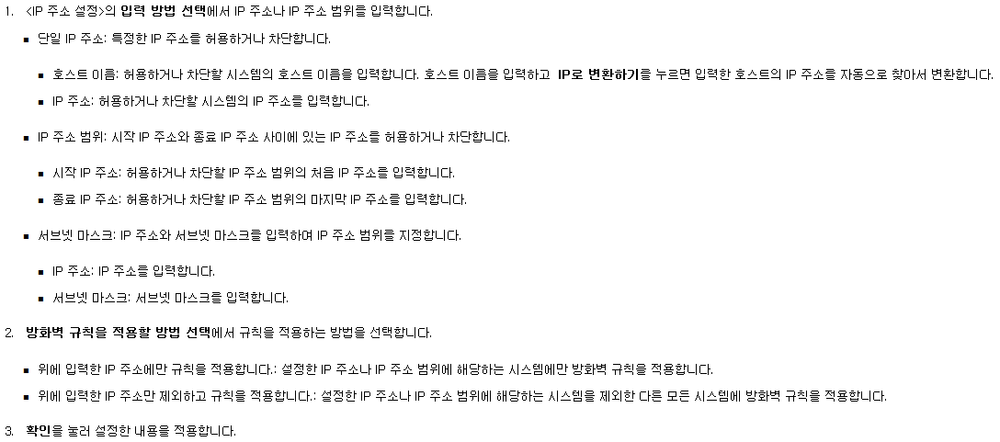 1. <IP 주소 설정>의 입력 방법 선택에서 IP 주소나 IP 주소 범위를 입력합니다.
▪ 단일 IP 주소: 특정한 IP 주소를 허용하거나 차단합니다.
▪ 호스트 이름: 허용하거나 차단할 시스템의 호스트 이름을 입력합니다. 호스트 이름을 입력하고 IP로 변환하기를 누르면 입력한 호스트의 IP 주소를 자동으로 찾아서 변환합니다.
▪ IP 주소: 허용하거나 차단할 시스템의 IP 주소를 입력합니다.
▪ IP 주소 범위: 시작 IP 주소와 종료 IP 주소 사이에 있는 IP 주소를 허용하거나 차단합니다.
▪ 시작 IP 주소: 허용하거나 차단할 IP 주소 범위의 처음 IP 주소를 입력합니다.
▪ 종료 IP 주소: 허용하거나 차단할 IP 주소 범위의 마지막 IP 주소를 입력합니다.
▪ 서브넷 마스크: IP 주소와 서브넷 마스크를 입력하여 IP 주소 범위를 지정합니다.
▪ IP 주소: IP 주소를 입력합니다.
▪ 서브넷 마스크: 서브넷 마스크를 입력합니다.
2. 방화벽 규칙을 적용할 방법 선택에서 규칙을 적용하는 방법을 선택합니다.
▪ 위에 입력한 IP 주소에만 규칙을 적용합니다.: 설정한 IP 주소나 IP 주소 범위에 해당하는 시스템에만 방화벽 규칙을 적용합니다.
▪ 위에 입력한 IP 주소만 제외하고 규칙을 적용합니다.: 설정한 IP 주소나 IP 주소 범위에 해당하는 시스템을 제외한 다른 모든 시스템에 방화벽 규칙을 적용합니다.
3. 확인을 눌러 설정한 내용을 적용합니다.